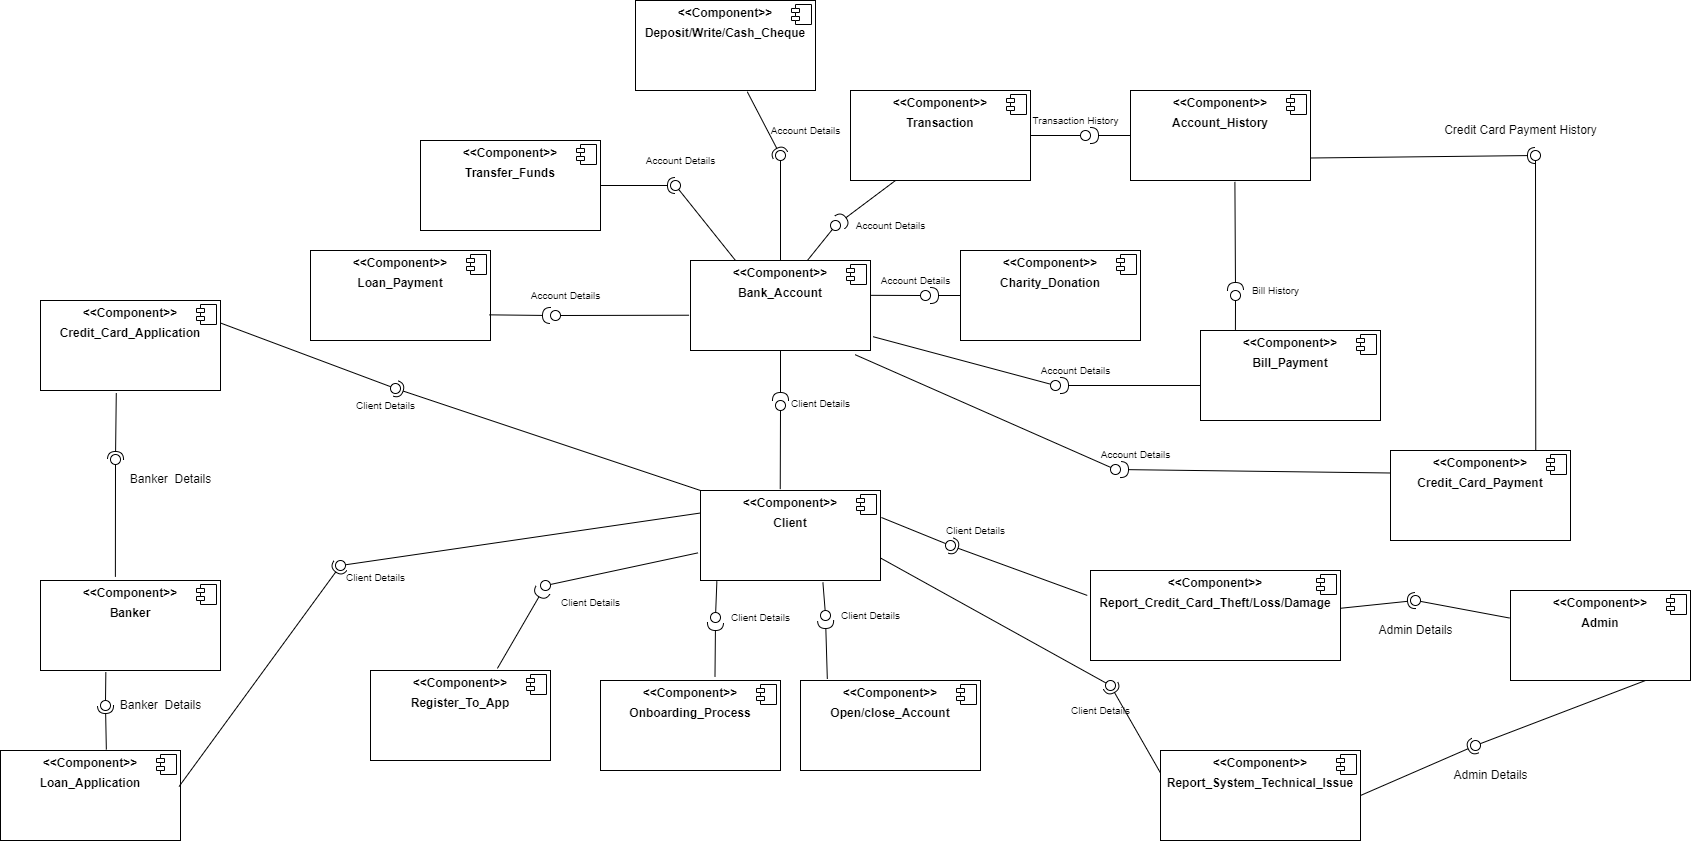 <<Component>>
Deposit/Write/Cash_Cheque
<<Component>>
Transaction
<<Component>>
Account_History
Transaction History
Account Details
Credit Card Payment History
<<Component>>
Transfer_Funds
Account Details
Account Details
<<Component>>
Loan_Payment
<<Component>>
Bank_Account
<<Component>>
Charity_Donation
Account Details
Account Details
Bill History
<<Component>>
Credit_Card_Application
<<Component>>
Bill_Payment
Account Details
Client Details
Client Details
Account Details
<<Component>>
Credit_Card_Payment
Banker  Details
<<Component>>
Client
Client Details
Client Details
<<Component>>
Banker
<<Component>>
Report_Credit_Card_Theft/Loss/Damage
<<Component>>
Admin
Client Details
Client Details
Client Details
Admin Details
<<Component>>
Register_To_App
<<Component>>
Onboarding_Process
<<Component>>
Open/close_Account
Banker  Details
Client Details
<<Component>>
Loan_Application
<<Component>>
Report_System_Technical_Issue
Admin Details